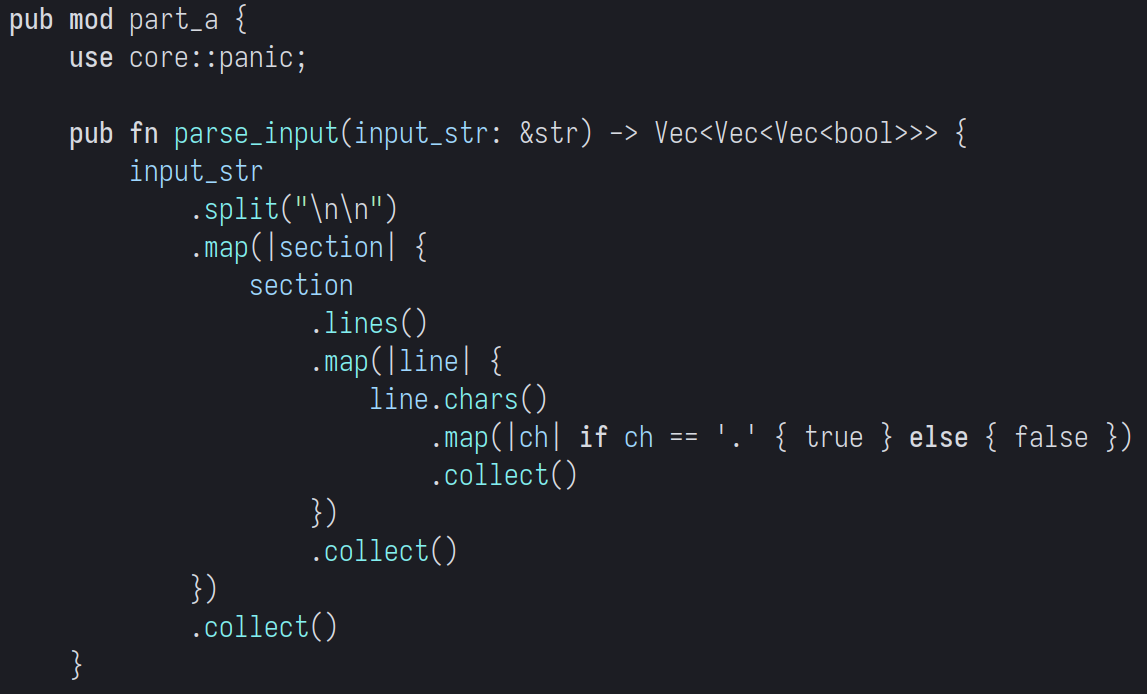 pub mod part_a {
    use core::panic;

    pub fn parse_input(input_str: &str) -> Vec<Vec<Vec<bool>>> {
        input_str
            .split("\n\n")
            .map(|section| {
                section
                    .lines()
                    .map(|line| {
                        line.chars()
                            .map(|ch| if ch == '.' { true } else { false })
                            .collect()
                    })
                    .collect()
            })
            .collect()
    }